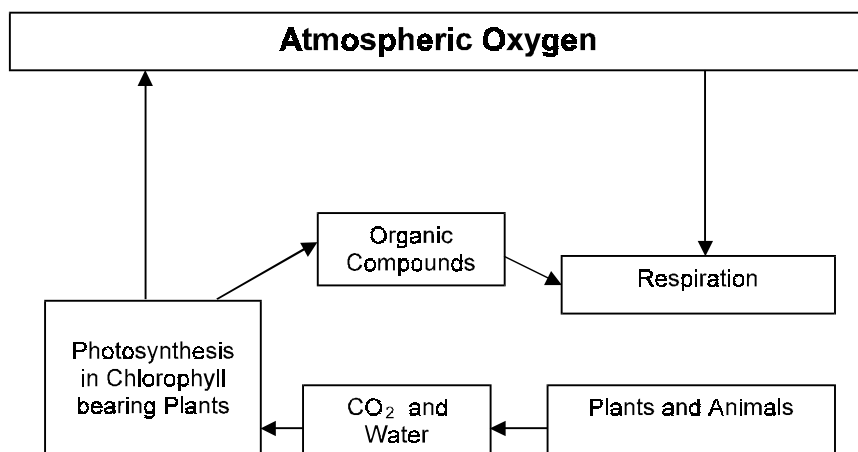 Atmospheric Oxygen
Organic
Compounds
Respiration
Photosynthesis
in Chlorophyll
bearing Plants
CO₂ and
Water
Plants and Animals